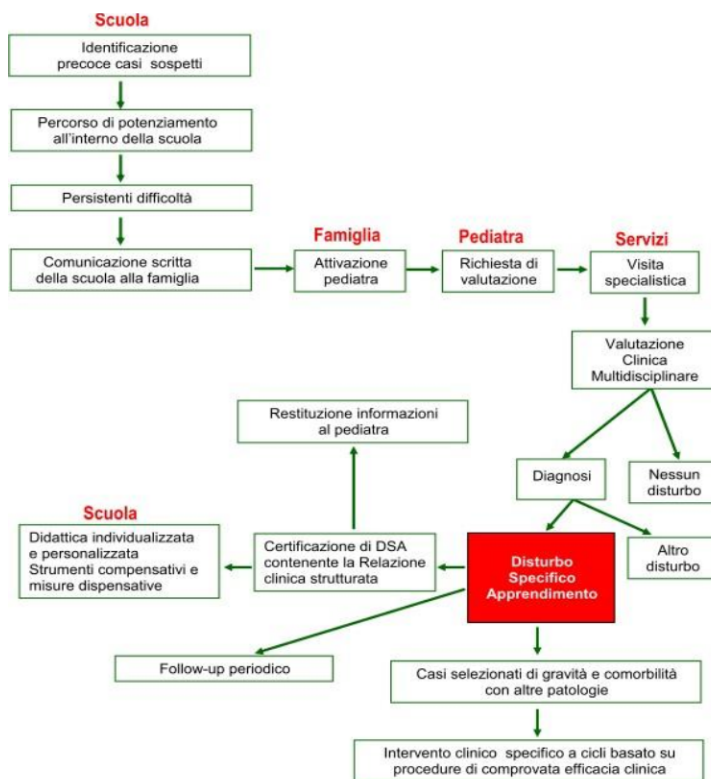 Scuola
Identificazione
precoce casi sospetti
Percorso di potenziamento
all'interno della scuola
Persistenti difficoltà
Comunicazione scritta
della scuola alla famiglia
Famiglia
Attivazione
pediatra
Pediatra
Richiesta di
valutazione
Servizi
Visita
specialistica
Valutazione
Clinica
Multidisciplinare
Diagnosi
Nessun
disturbo
Altro
disturbo
Disturbo
Specifico
Apprendimento
Restituzione informazioni
al pediatra
Certificazione di DSA
contenente la Relazione
clinica strutturata
Scuola
Didattica individualizzata
e personalizzata
Strumenti compensativi e
misure dispensative
Follow-up periodico
Casi selezionati di gravità e comorbilità
con altre patologie
Intervento clinico specifico a cicli basato su
procedure di comprovata efficacia clinica